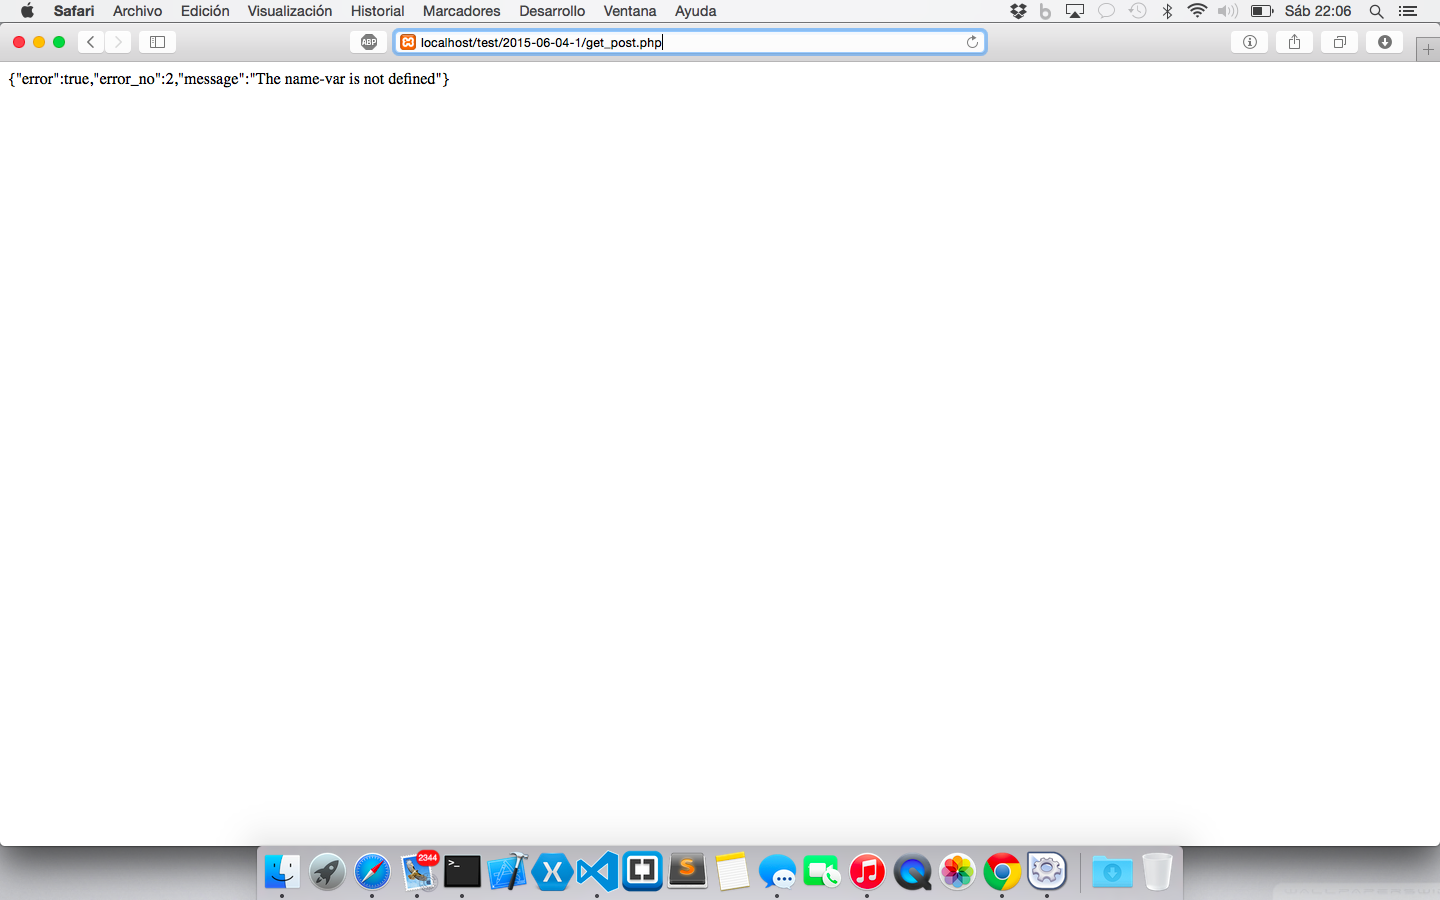 Safari Archivo Edición Visualización Historial Marcadores Desarrollo Ventana Ayuda Sáb 22:06
ABP localhost/test/2015-06-04-1/get_post.php
{"error":true,"error_no":2,"message":"The name-var is not defined"}
2344